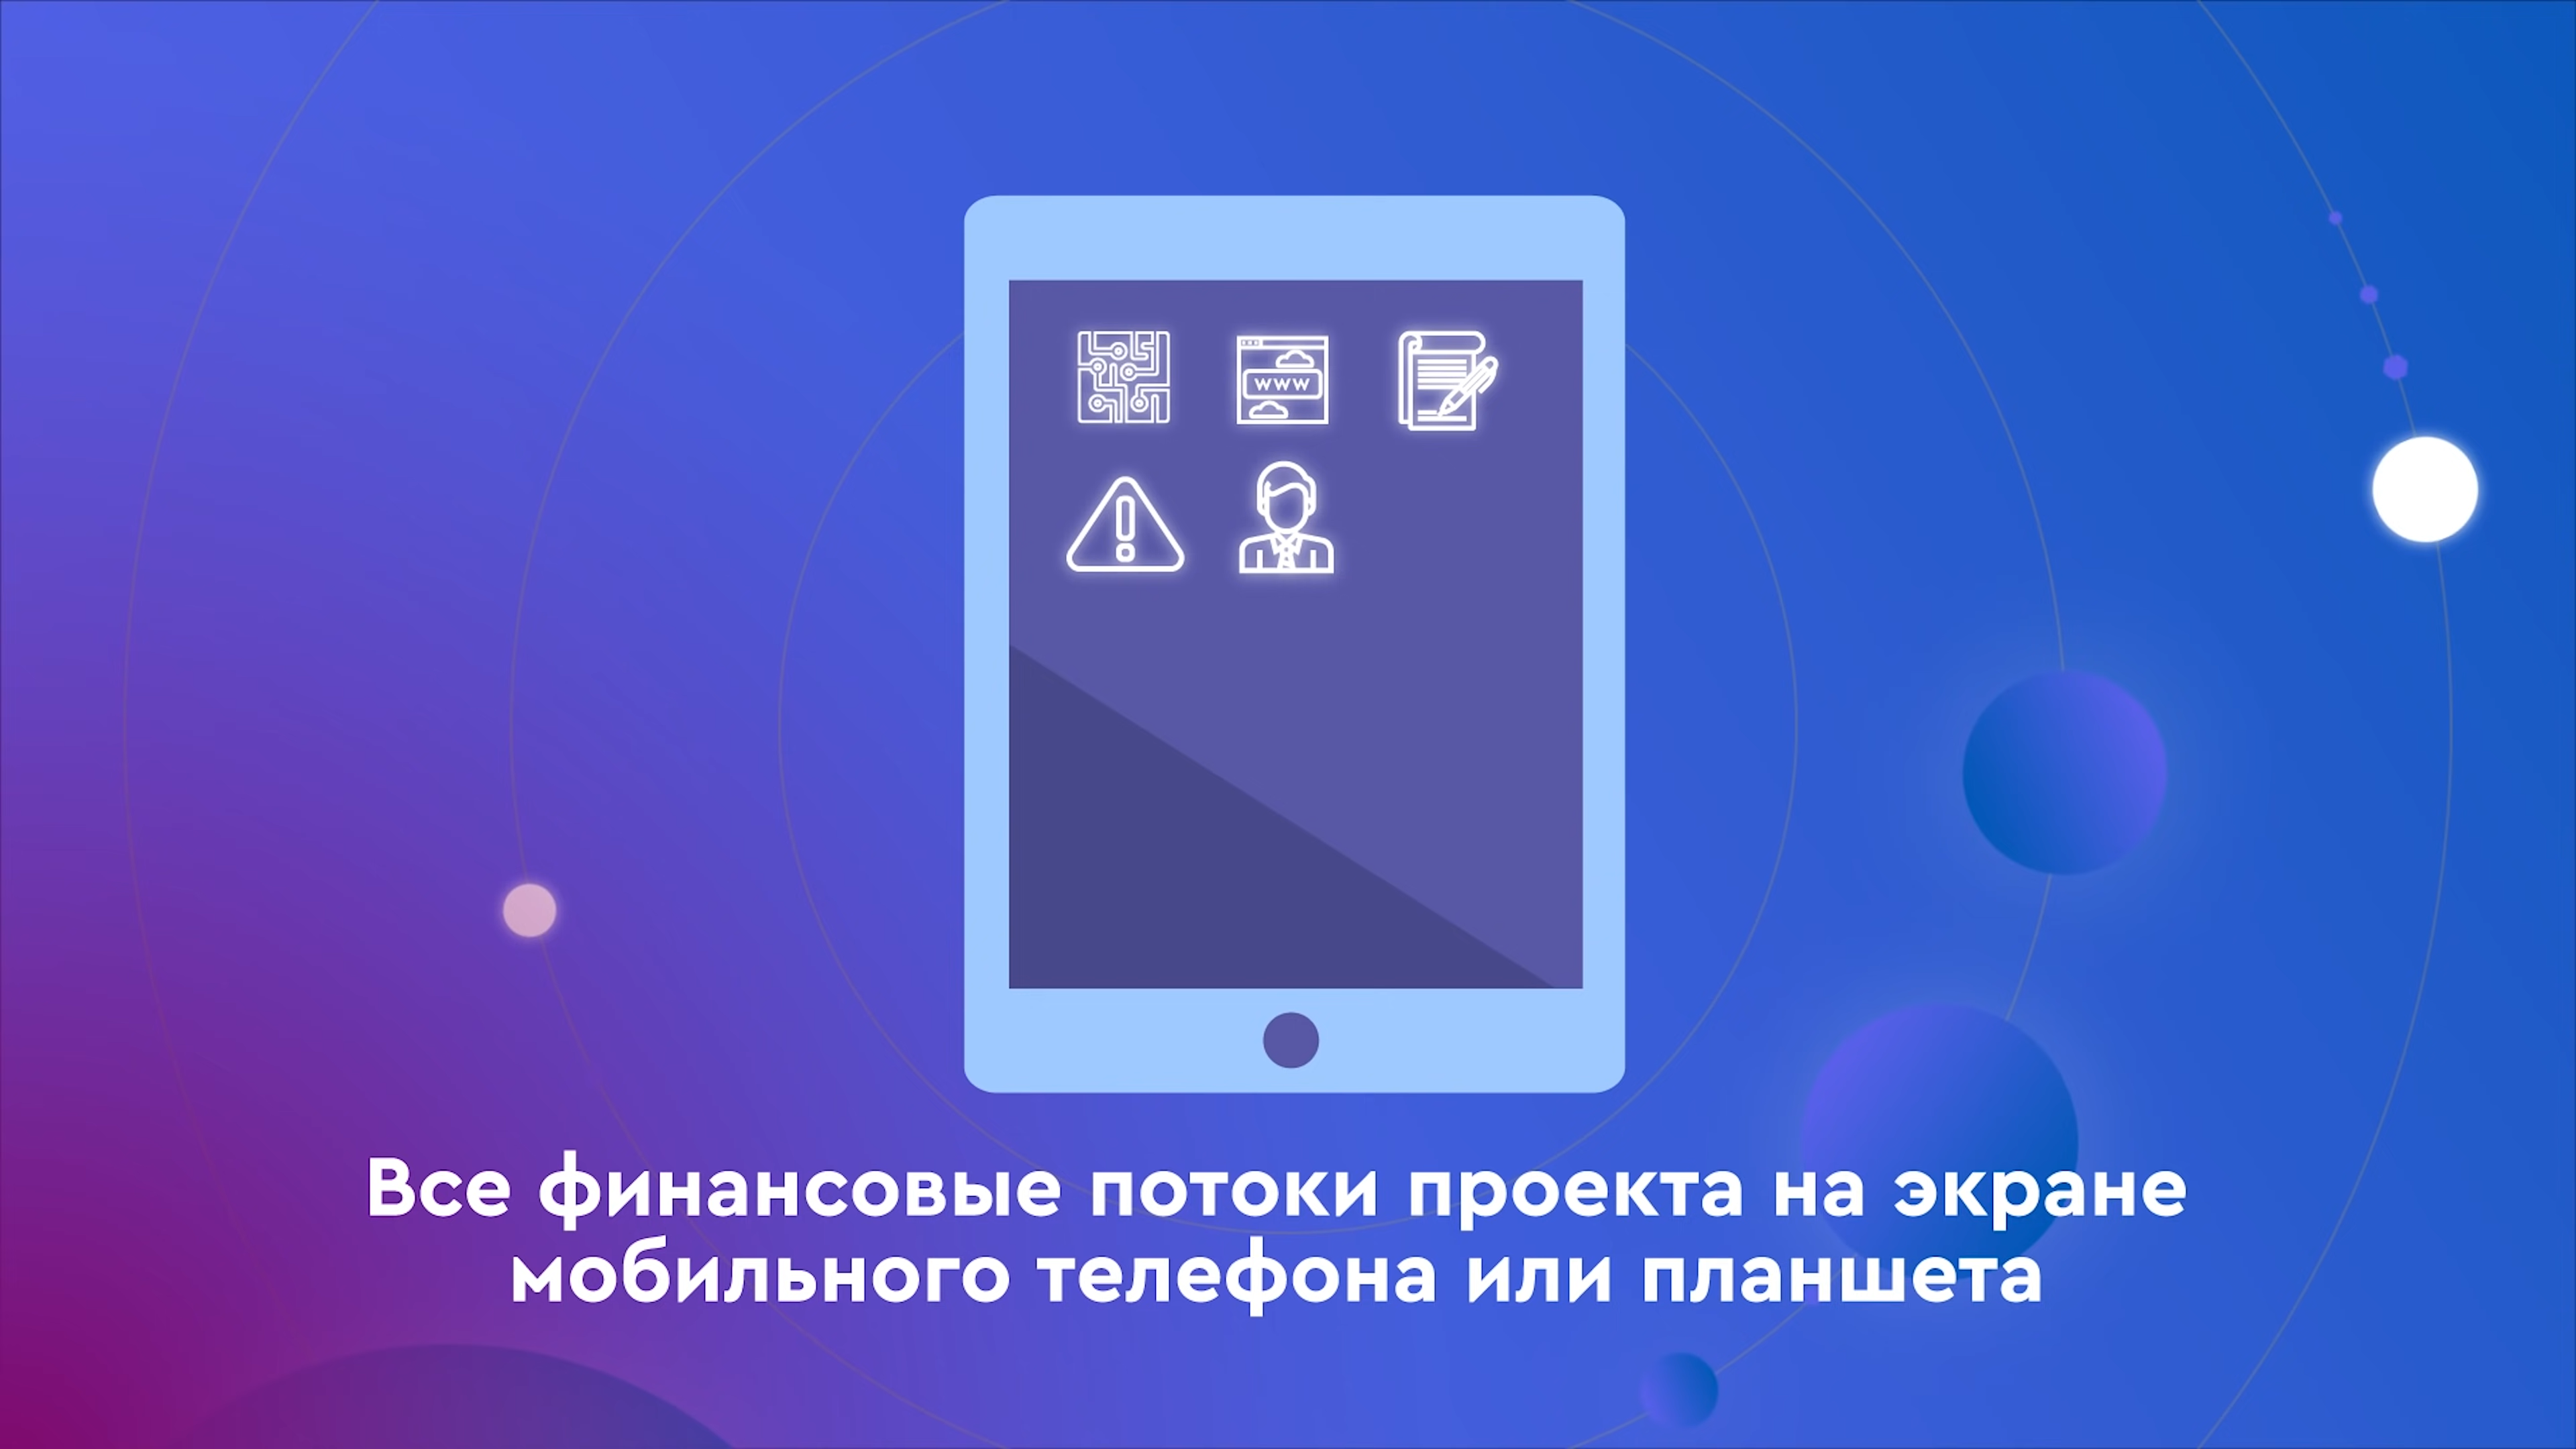 www
Все финансовые потоки проекта на экране
мобильного телефона или планшета